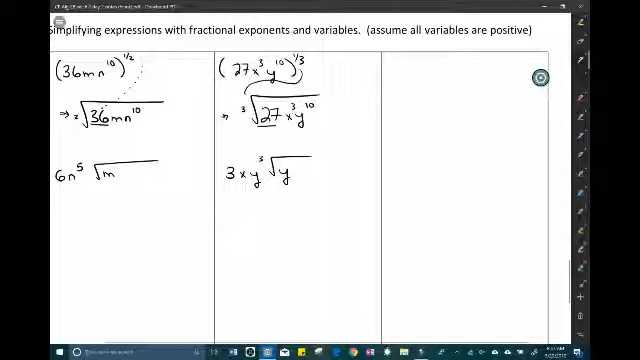 Simplifying expressions with fractional exponents and variables. (assume all variables are positive)
(36mn¹⁰)^1/2
(27x³y¹⁰)^1/3
→ ²√36mn¹⁰
→ ³√27x³y¹⁰
6n⁵ √m
3xy³ ³√y